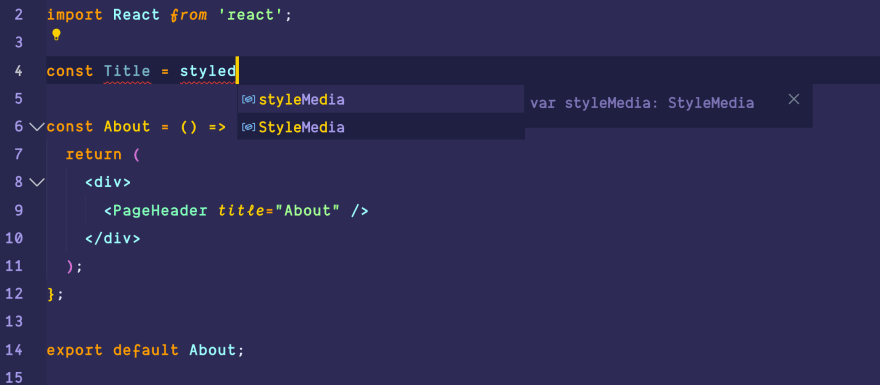 2 import React from 'react';
3
4 const Title = styled
styleMedia
var styleMedia: StyleMedia
StyleMedia
5
6 const About = () =>
7 return (
8 <div>
9 <PageHeader title="About" />
10 </div>
11 );
12 };
13
14 export default About;
15